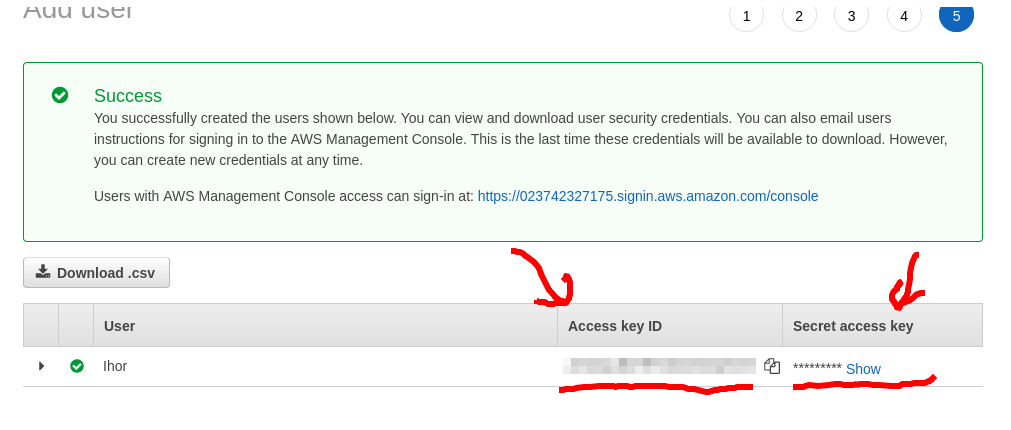 Add user
1 2 3 4 5
Success
You successfully created the users shown below. You can view and download user security credentials. You can also email users
instructions for signing in to the AWS Management Console. This is the last time these credentials will be available to download. However,
you can create new credentials at any time.
Users with AWS Management Console access can sign-in at: https://023742327175.signin.aws.amazon.com/console
Download .csv
User Access key ID Secret access key
Ihor ********* Show